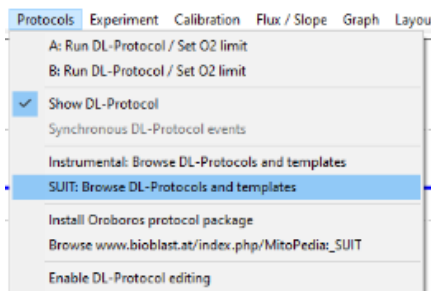 Protocols Experiment Calibration Flux / Slope Graph Layou
A: Run DL-Protocol / Set O2 limit
B: Run DL-Protocol / Set O2 limit
Show DL-Protocol
Synchronous DL-Protocol events
Instrumental: Browse DL-Protocols and templates
SUIT: Browse DL-Protocols and templates
Install Oroboros protocol package
Browse www.bioblast.at/index.php/MitoPedia:_SUIT
Enable DL-Protocol editing